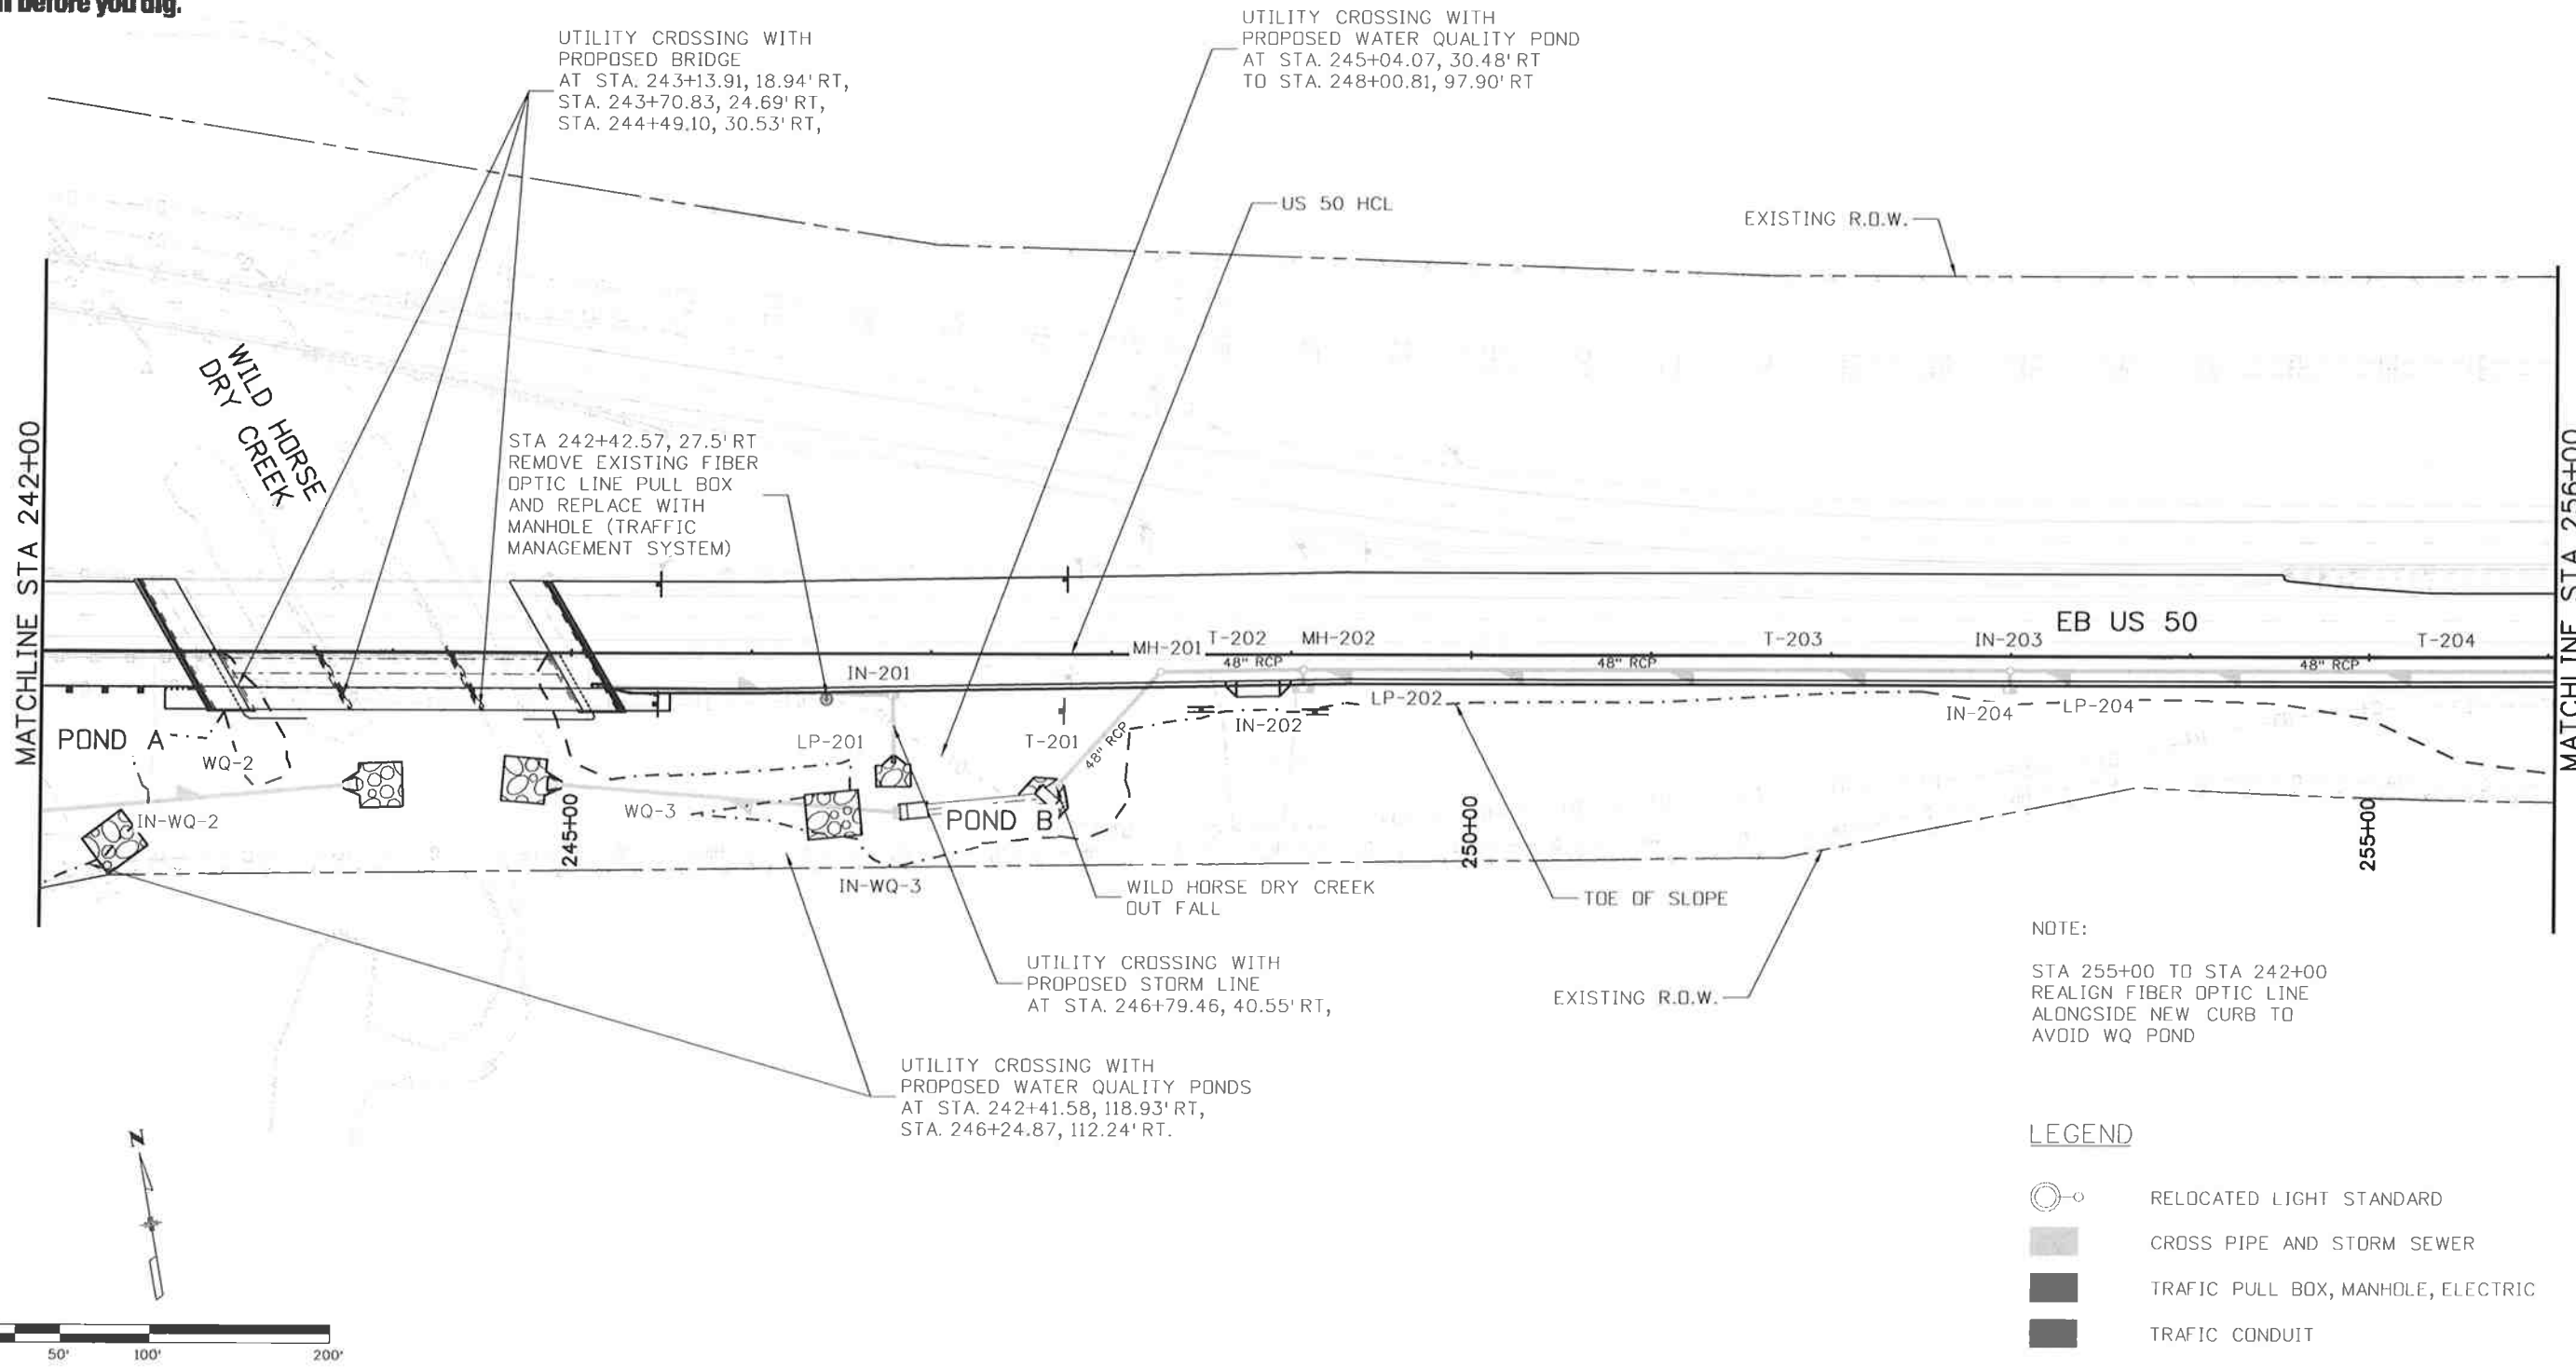 before you dig.
UTILITY CROSSING WITH
PROPOSED BRIDGE
AT STA. 243+13.91, 18.94' RT,
STA. 243+70.83, 24.69' RT,
STA. 244+49.10, 30.53' RT,
UTILITY CROSSING WITH
PROPOSED WATER QUALITY POND
AT STA. 245+04.07, 30.48' RT
TO STA. 248+00.81, 97.90' RT
US 50 HCL
EXISTING R.O.W.
MATCHLINE STA 242+00
WILD HORSE
DRY CREEK
STA 242+42.57, 27.5' RT
REMOVE EXISTING FIBER
OPTIC LINE PULL BOX
AND REPLACE WITH
MANHOLE (TRAFFIC
MANAGEMENT SYSTEM)
MATCHLINE STA 256+00
EB US 50
MH-201
T-202
MH-202
T-203
IN-203
T-204
48" RCP
48" RCP
48" RCP
IN-201
LP-202
IN-204
LP-204
POND A
WQ-2
LP-201
T-201
48" RCP
IN-202
IN-WQ-2
WQ-3
POND B
245+00
250+00
255+00
IN-WQ-3
WILD HORSE DRY CREEK
OUT FALL
TOE OF SLOPE
UTILITY CROSSING WITH
PROPOSED STORM LINE
AT STA. 246+79.46, 40.55' RT,
EXISTING R.O.W.
NOTE:
STA 255+00 TO STA 242+00
REALIGN FIBER OPTIC LINE
ALONGSIDE NEW CURB TO
AVOID WQ POND
UTILITY CROSSING WITH
PROPOSED WATER QUALITY PONDS
AT STA. 242+41.58, 118.93' RT,
STA. 246+24.87, 112.24' RT.
N
LEGEND
RELOCATED LIGHT STANDARD
CROSS PIPE AND STORM SEWER
TRAFIC PULL BOX, MANHOLE, ELECTRIC
TRAFIC CONDUIT
50' 100' 200'